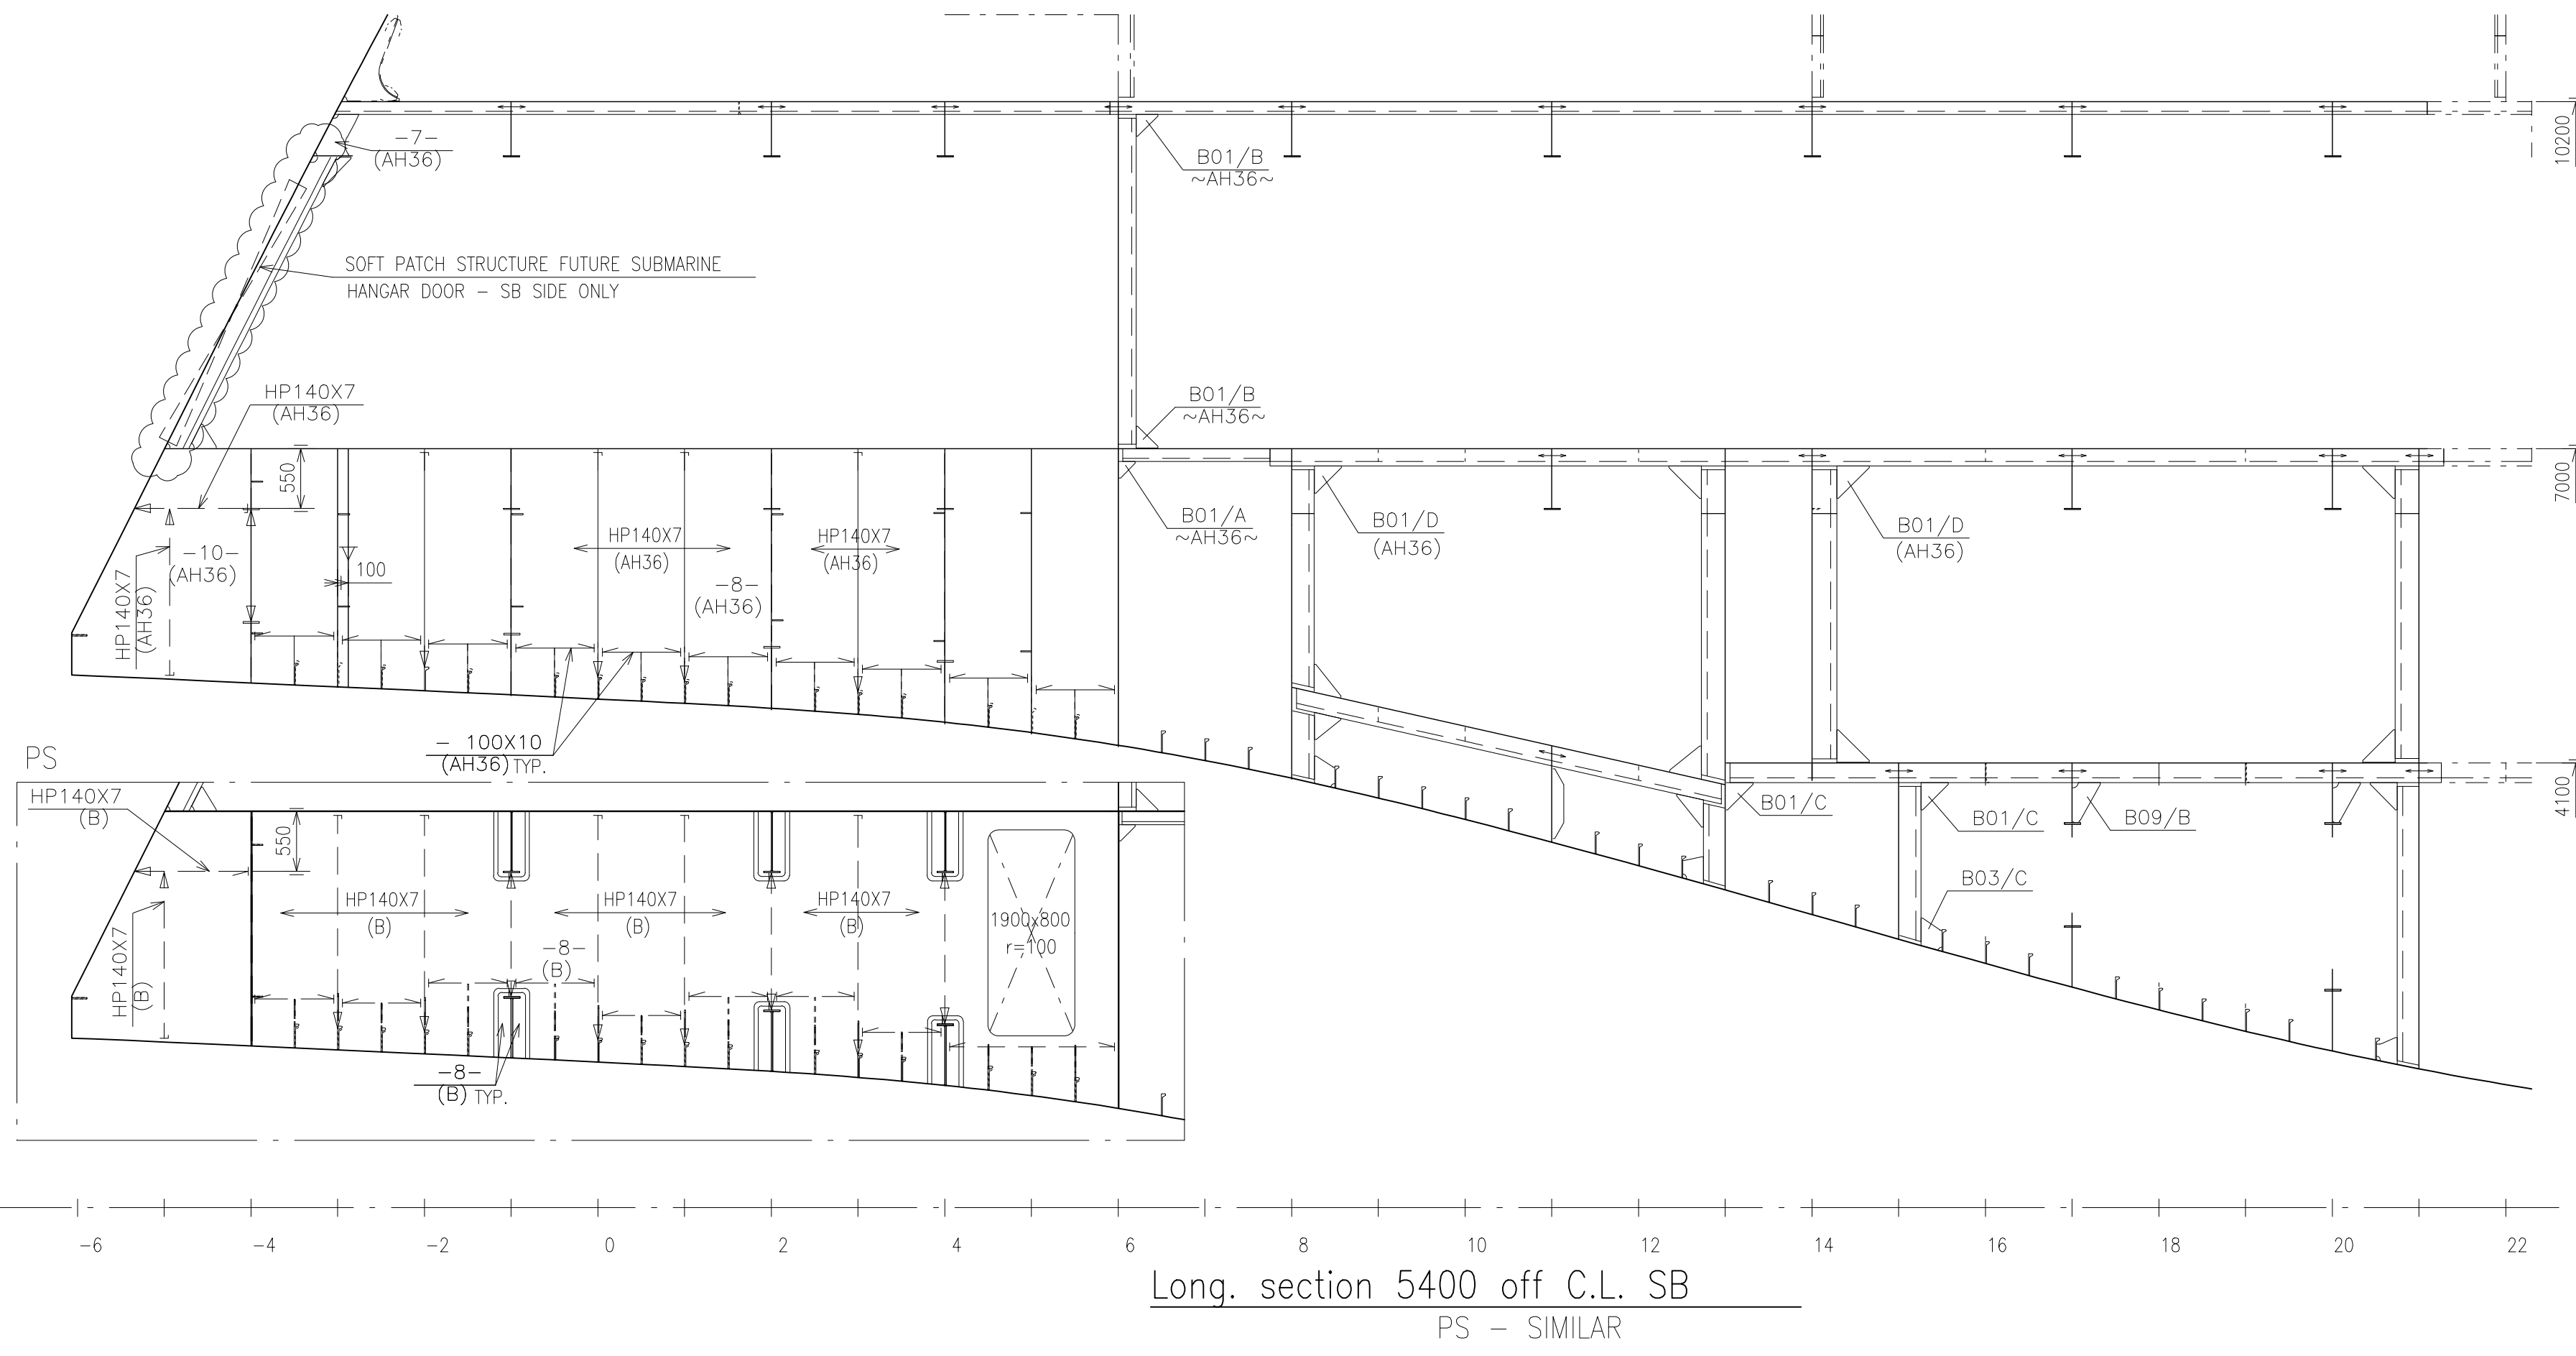 -7-
(AH36)
B01/B
~AH36~
10200
SOFT PATCH STRUCTURE FUTURE SUBMARINE
HANGAR DOOR - SB SIDE ONLY
HP140X7
(AH36)
B01/B
~AH36~
550
7000
HP140X7
(AH36)
-10-
(AH36)
100
HP140X7
(AH36)
HP140X7
(AH36)
-8-
(AH36)
B01/A
~AH36~
B01/D
(AH36)
B01/D
(AH36)
- 100X10
(AH36) TYP.
PS
HP140X7
(B)
550
4100
B01/C
B01/C
B09/B
B03/C
HP140X7
(B)
HP140X7
(B)
HP140X7
(B)
HP140X7
(B)
-8-
(B)
1900x800
r=100
-8-
(B) TYP.
-6 -4 -2 0 2 4 6 8 10 12 14 16 18 20 22
Long. section 5400 off C.L. SB
PS - SIMILAR